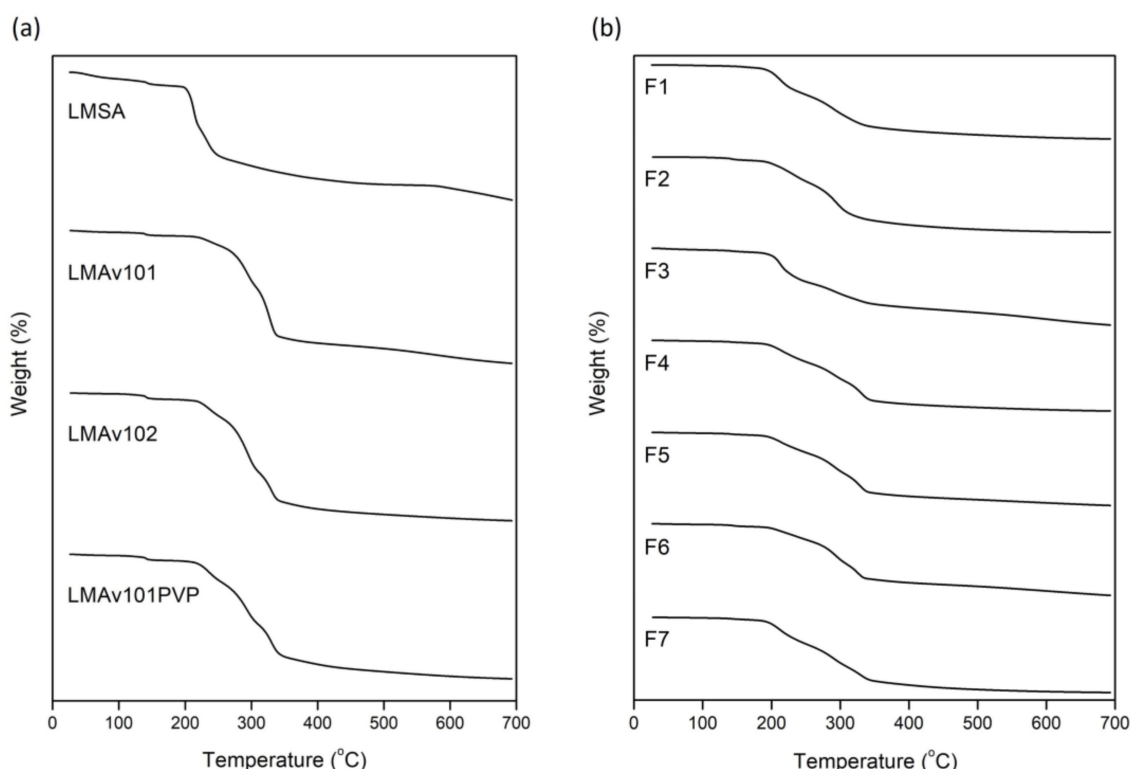 (a)
LMSA
LMAv101
LMAv102
LMAv101PVP
Weight (%)
0 100 200 300 400 500 600 700
Temperature (°C)
(b)
F1
F2
F3
F4
F5
F6
F7
Weight (%)
0 100 200 300 400 500 600 700
Temperature (°C)